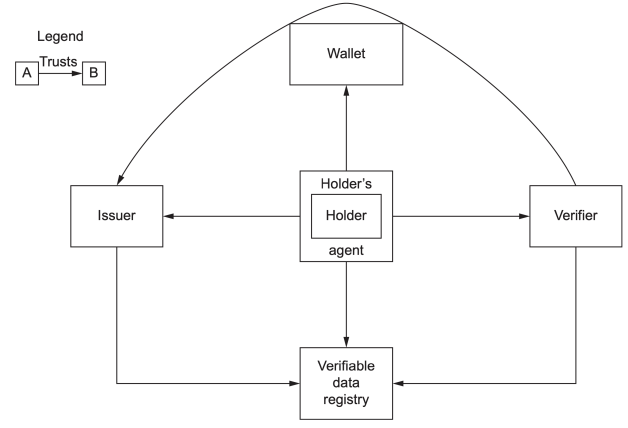 Legend
Trusts
A
B
Wallet
Holder's
Holder
agent
Issuer
Verifier
Verifiable
data
registry